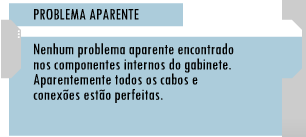 PROBLEMA APARENTE
Nenhum problema aparente encontrado
nos componentes internos do gabinete.
Aparentemente todos os cabos e
conexões estão perfeitas.